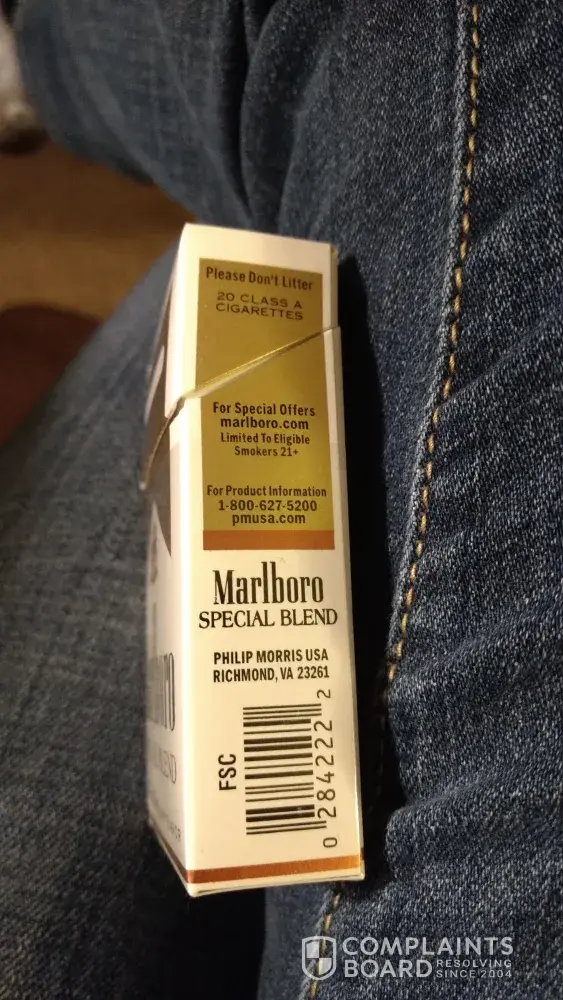 Please Don't Litter
20 CLASS A
CIGARETTES
For Special Offers
marlboro.com
Limited To Eligible
Smokers 21+
For Product Information
1-800-627-5200
pmusa.com
Marlboro
SPECIAL BLEND
PHILIP MORRIS USA
RICHMOND, VA 23261
FSC
0 284222 2
COMPLAINTS
BOARD RESOLVING
SINCE 2004